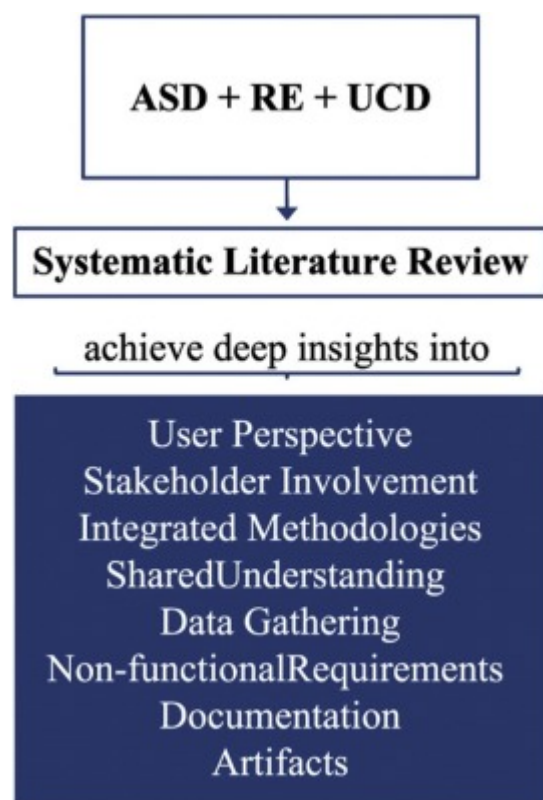 ASD + RE + UCD
Systematic Literature Review
achieve deep insights into
User Perspective
Stakeholder Involvement
Integrated Methodologies
SharedUnderstanding
Data Gathering
Non-functionalRequirements
Documentation
Artifacts